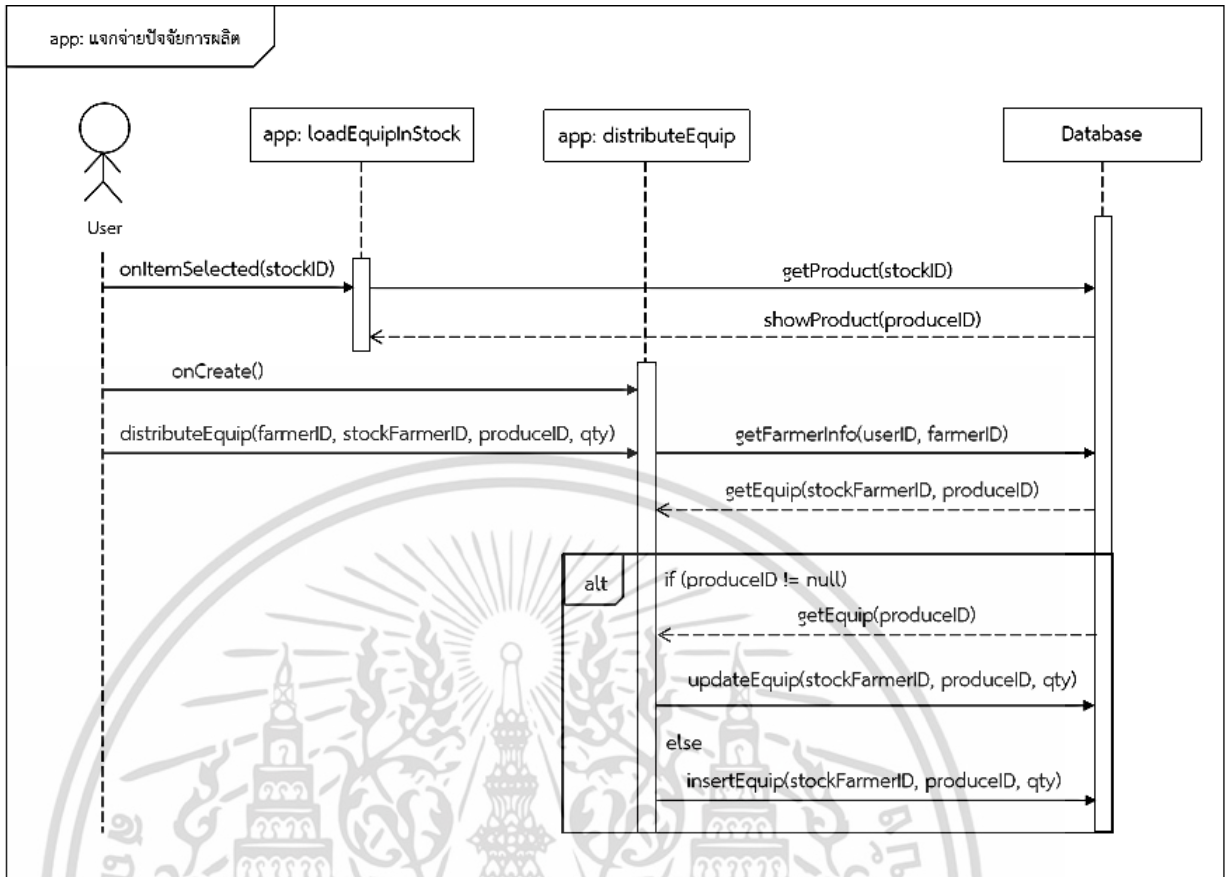 app: แจกจ่ายปัจจัยการผลิต
app: loadEquipInStock
app: distributeEquip
Database
User
onItemSelected(stockID)
getProduct(stockID)
showProduct(produceID)
onCreate()
distributeEquip(farmerID, stockFarmerID, produceID, qty)
getFarmerInfo(userID, farmerID)
getEquip(stockFarmerID, produceID)
alt
if (produceID != null)
getEquip(produceID)
updateEquip(stockFarmerID, produceID, qty)
else
insertEquip(stockFarmerID, produceID, qty)